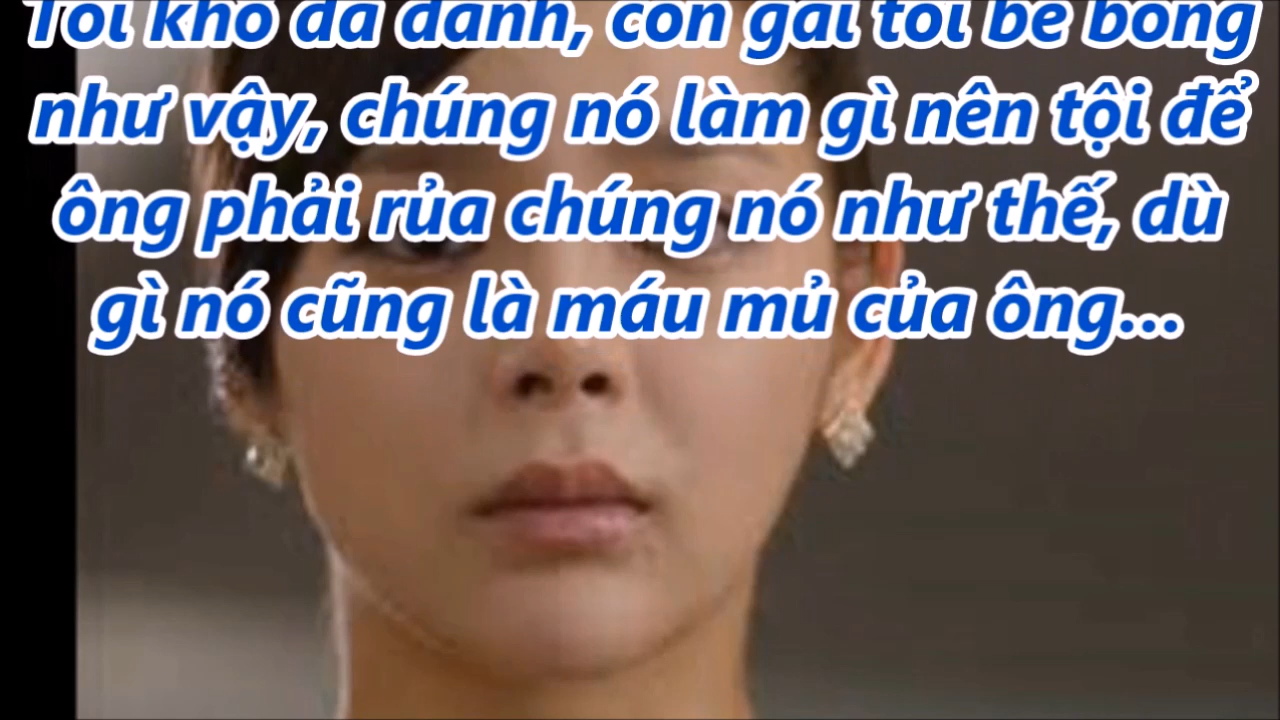 Tôi khổ đã đành, con gái tôi bé bỏng
như vậy, chúng nó làm gì nên tội để
ông phải rủa chúng nó như thế, dù
gì nó cũng là máu mủ của ông...